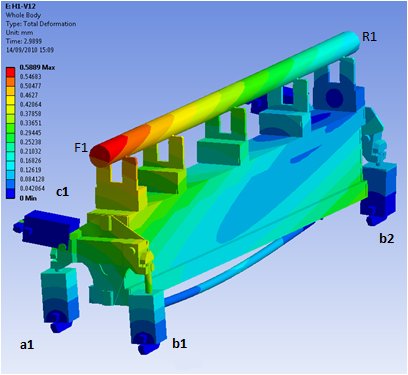 E: H1-V12
Whole Body
Type: Total Deformation
Unit: mm
Time: 2.9899
14/09/2010 15:09
0.5889 Max
0.54683
0.50477
0.4627
0.42064
0.37858
0.33651
0.29445
0.25238
0.21032
0.16826
0.12619
0.084128
0.042064
0 Min
R1
F1
c1
b2
a1
b1